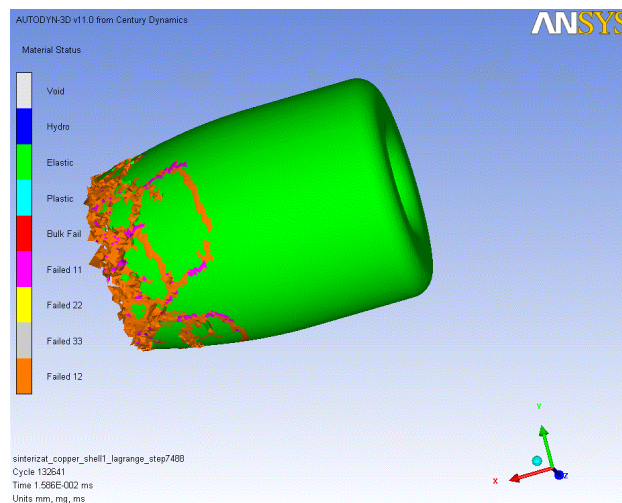 AUTODYN-3D v11.0 from Century Dynamics
ANSYS
Material Status
Void
Hydro
Elastic
Plastic
Bulk Fail
Failed 11
Failed 22
Failed 33
Failed 12
Y
X
Z
sinterizat_copper_shell1_lagrange_step7488
Cycle 132641
Time 1.586E-002 ms
Units mm, mg, ms